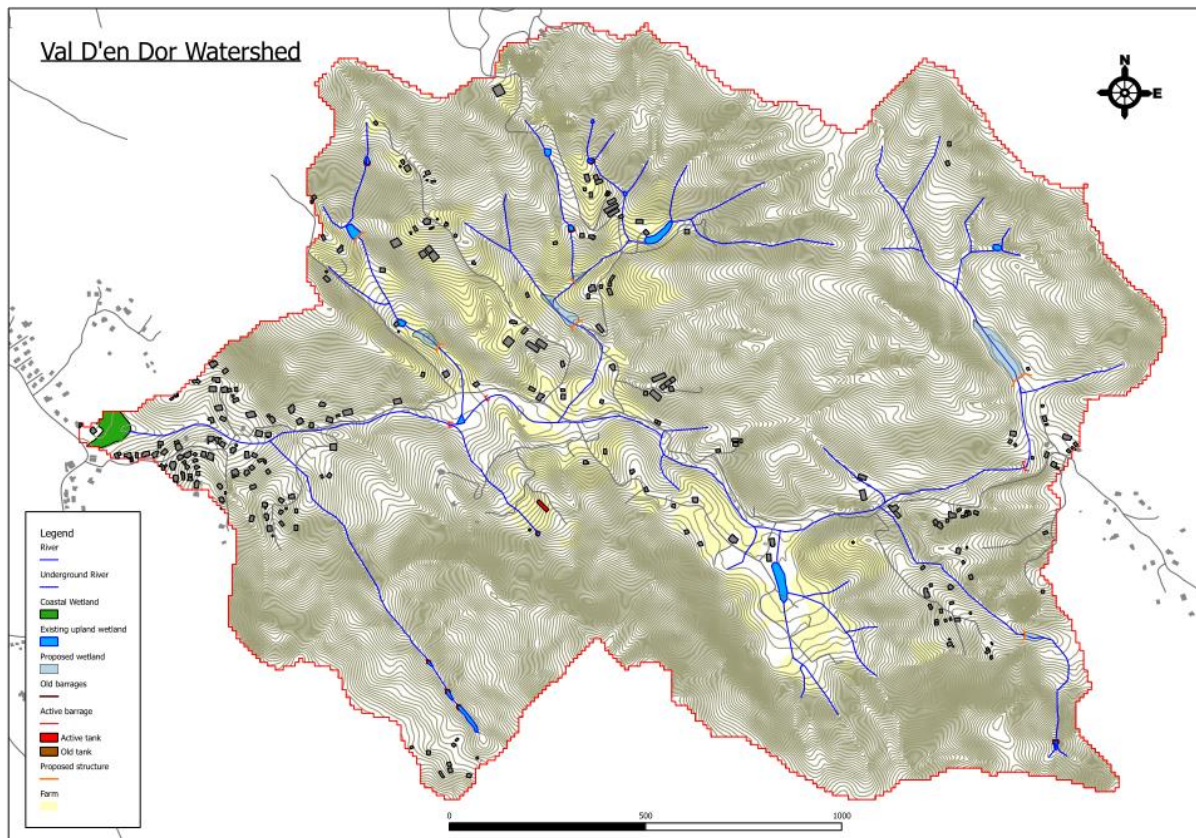 Val D'en Dor Watershed
N
E
Legend
River
Underground River
Coastal Wetland
Existing upland wetland
Proposed wetland
Old barrages
Active barrage
Active tank
Old tank
Proposed structure
Farm
0 500 1000